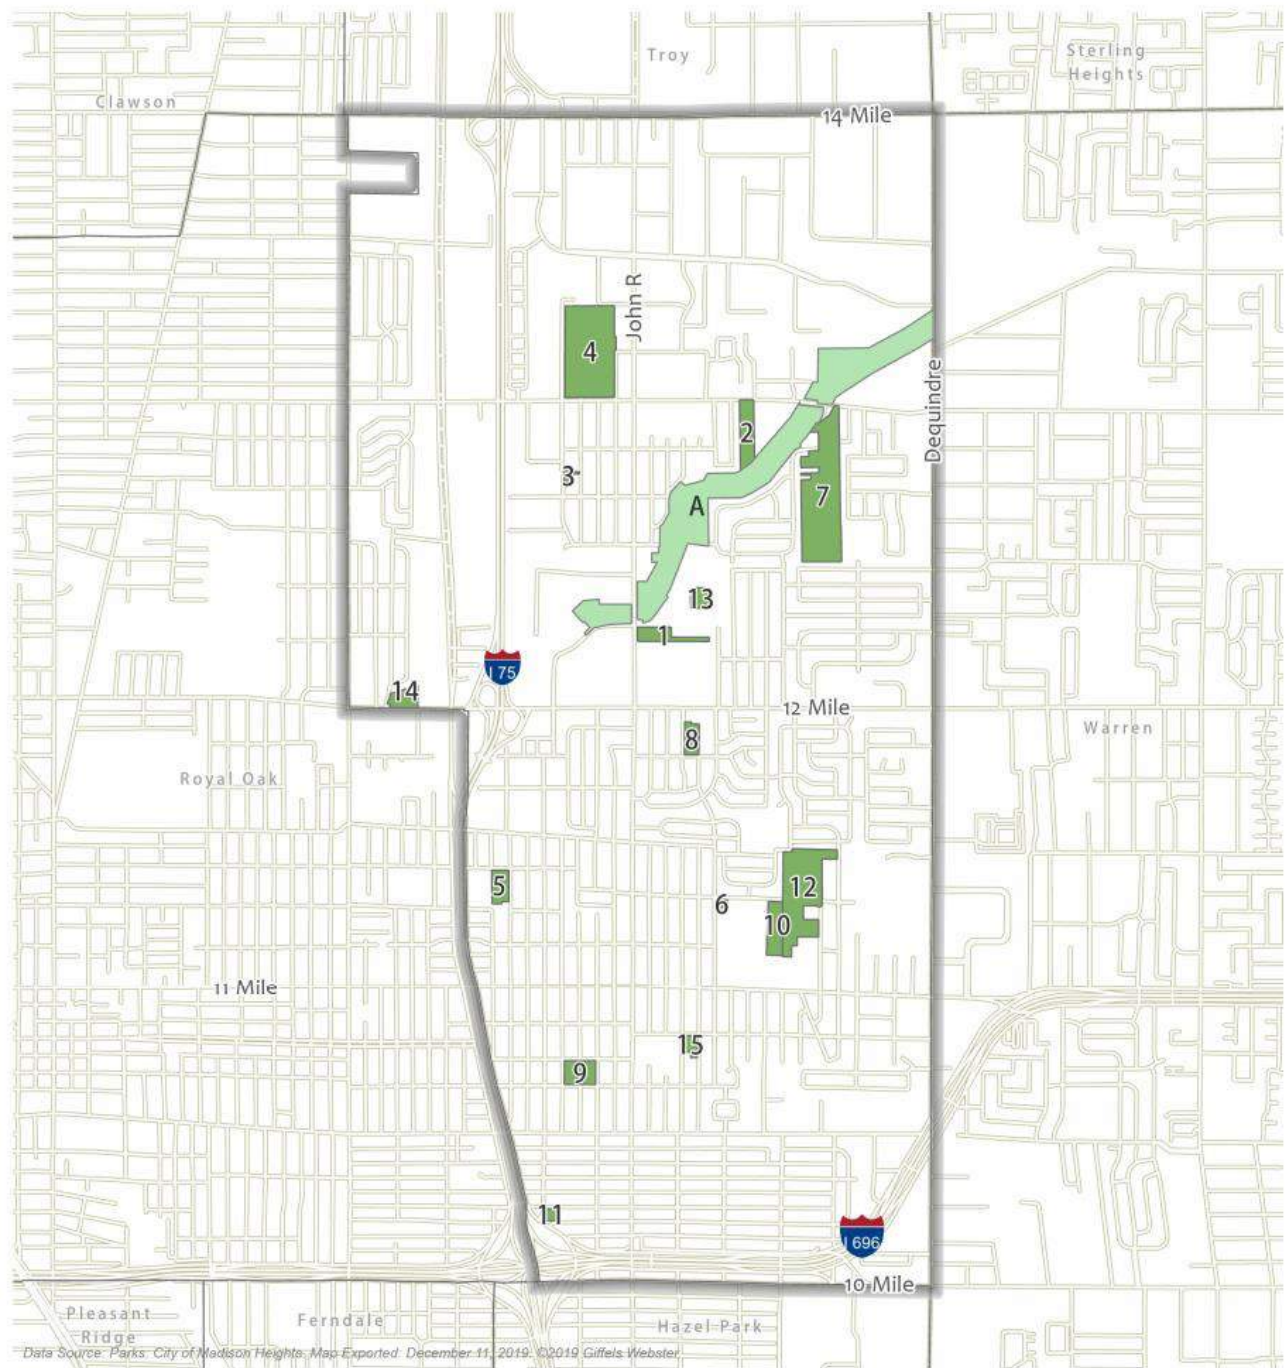 Troy
Sterling
Heights
Clawson
14 Mile
John R
4
Dequindre
2
3
7
A
13
1
I 75
14
12 Mile
8
Warren
Royal Oak
5
12
6
10
11 Mile
15
9
11
I 696
10 Mile
Pleasant
Ridge
Ferndale
Hazel Park
Data Source: Parks, City of Madison Heights. Map Exported: December 11, 2019. ©2019 Giffels Webster